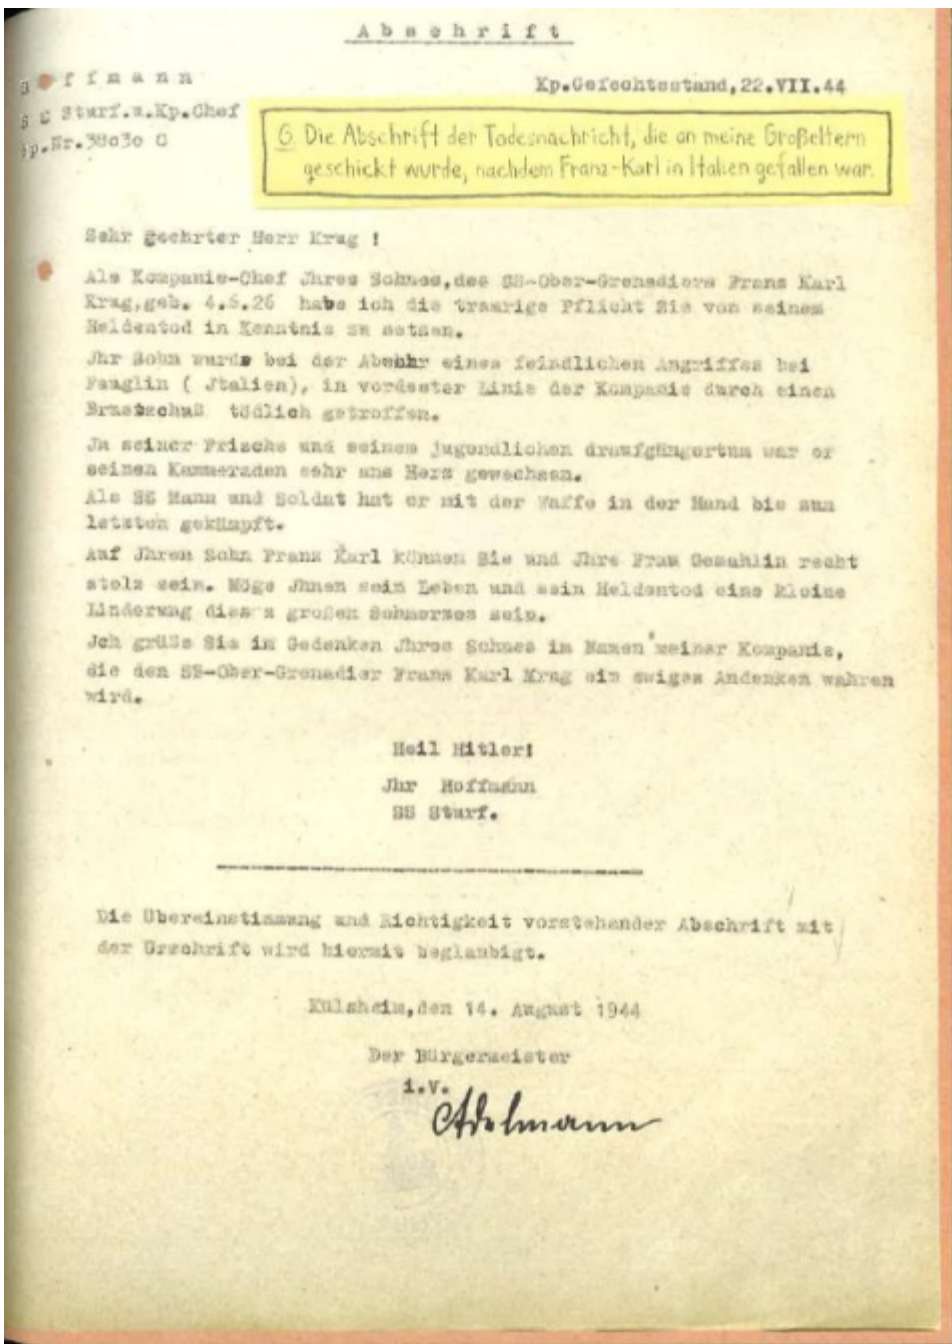 Abschrift
Hoffmann
Kp.Gefechtsstand,22.VII.44
Sturf.u.Kp.Chef
Nr.38030 C
G. Die Abschrift der Todesnachricht, die an meine Großeltern
geschickt wurde, nachdem Franz-Karl in Italien gefallen war.
Sehr geehrter Herr Krag !
Als Kompanie-Chef Jhres Sohnes,des SS-Ober-Grenadiers Franz Karl
Krag,geb. 4.6.26 habe ich die traurige Pflicht Sie von seinem
Heldentod in Kenntnis zu setzen.
Jhr Sohn wurde bei der Abwehr eines feindlichen Angriffes bei
Fauglin ( Jtalien), in vorderster Linie der Kompanie durch einen
Brustschuß tödlich getroffen.
Jn seiner Frische und seinem jugendlichen draufgängertum war er
seinen Kameraden sehr ans Herz gewachsen.
Als SS Mann und Soldat hat er mit der Waffe in der Hand bis zum
letzten gekämpft.
Auf Jhren Sohn Franz Karl können Sie und Jhre Frau Gemahlin recht
stolz sein. Möge Jhnen sein Leben und sein Heldentod eine kleine
Linderung großen Schmerzes sein.
Jch grüße Sie in Gedenken Jhres Sohnes im Namen meiner Kompanie,
die den SS-Ober-Grenadier Franz Karl Krag ein ewiges Andenken wahren
wird.
Heil Hitler!
Jhr Hoffmann
SS Sturf.
Die Übereinstimmung und Richtigkeit vorstehender Abschrift mit
der Urschrift wird hiermit beglaubigt.
Külsheim,den 14. August 1944
Der Bürgermeister
i.V.
Adelmann